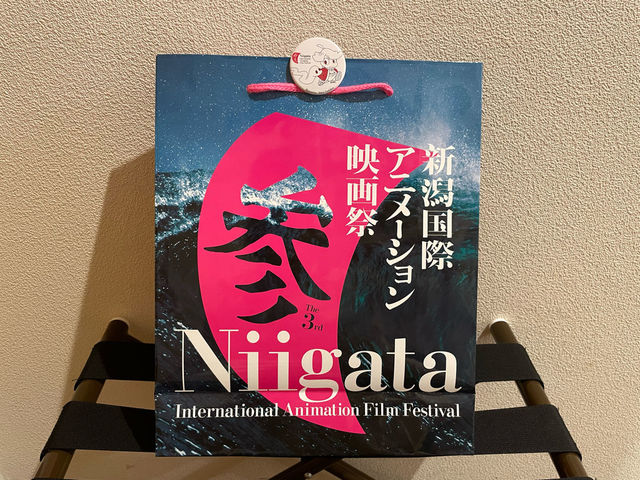 新潟国際
アニメーション
映画祭
参
The
3rd
Niigata
International Animation Film Festival